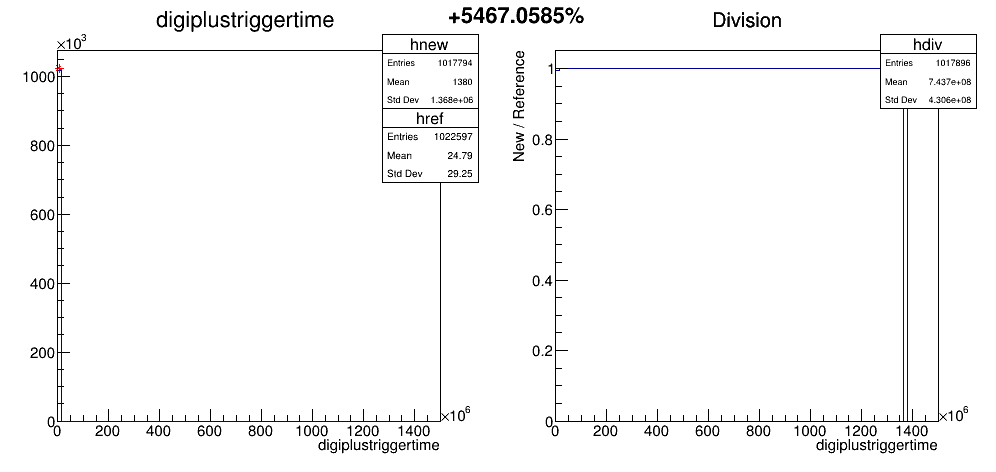 +5467.0585%
digiplustriggertime
×10³
hnew
Entries 1017794
Mean 1380
Std Dev 1.368e+06
href
Entries 1022597
Mean 24.79
Std Dev 29.25
1000
800
600
400
200
0
0 200 400 600 800 1000 1200 1400
×10⁶
digiplustriggertime
Division
hdiv
Entries 1017896
Mean 7.437e+08
Std Dev 4.306e+08
New / Reference
1
0.8
0.6
0.4
0.2
0
0 200 400 600 800 1000 1200 1400
×10⁶
digiplustriggertime